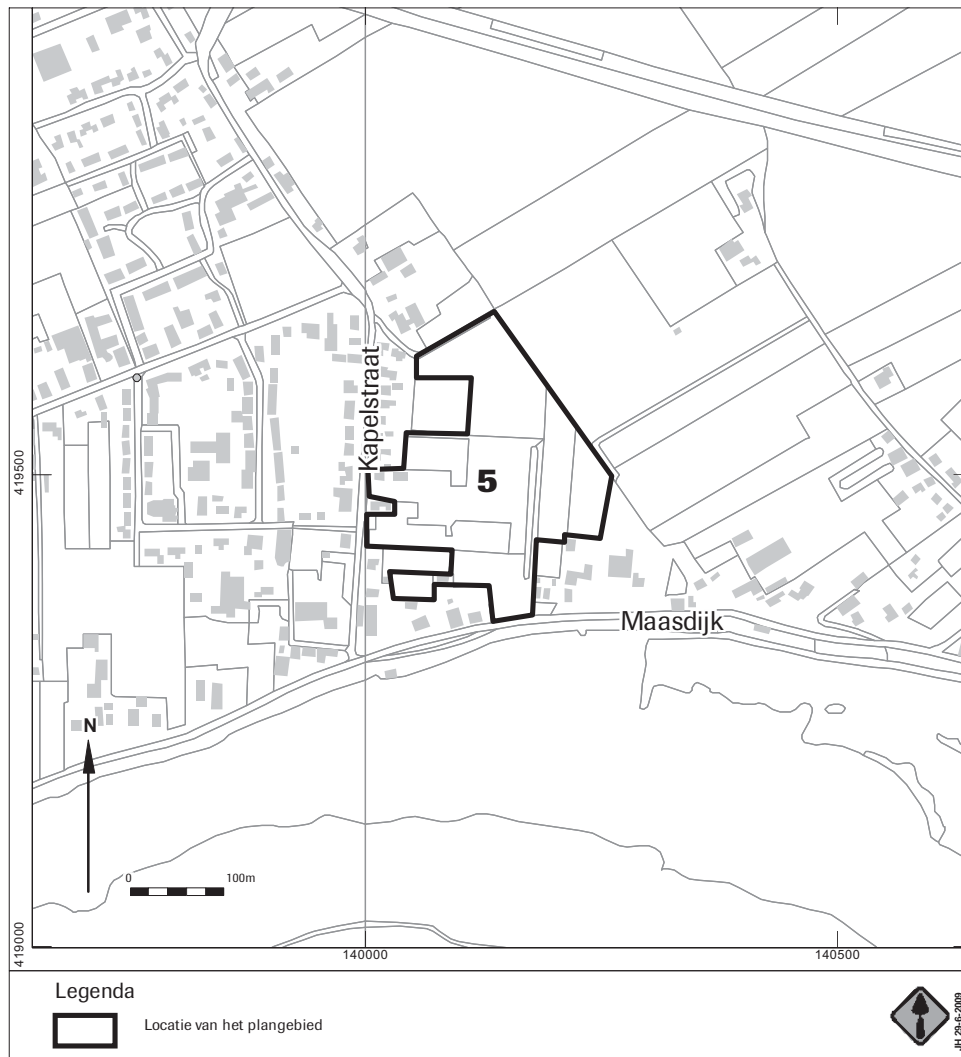 Kapelstraat
419500
5
Maasdijk
N
0 100m
419000
140000 140500
Legenda
Locatie van het plangebied
JH 29-6-2009